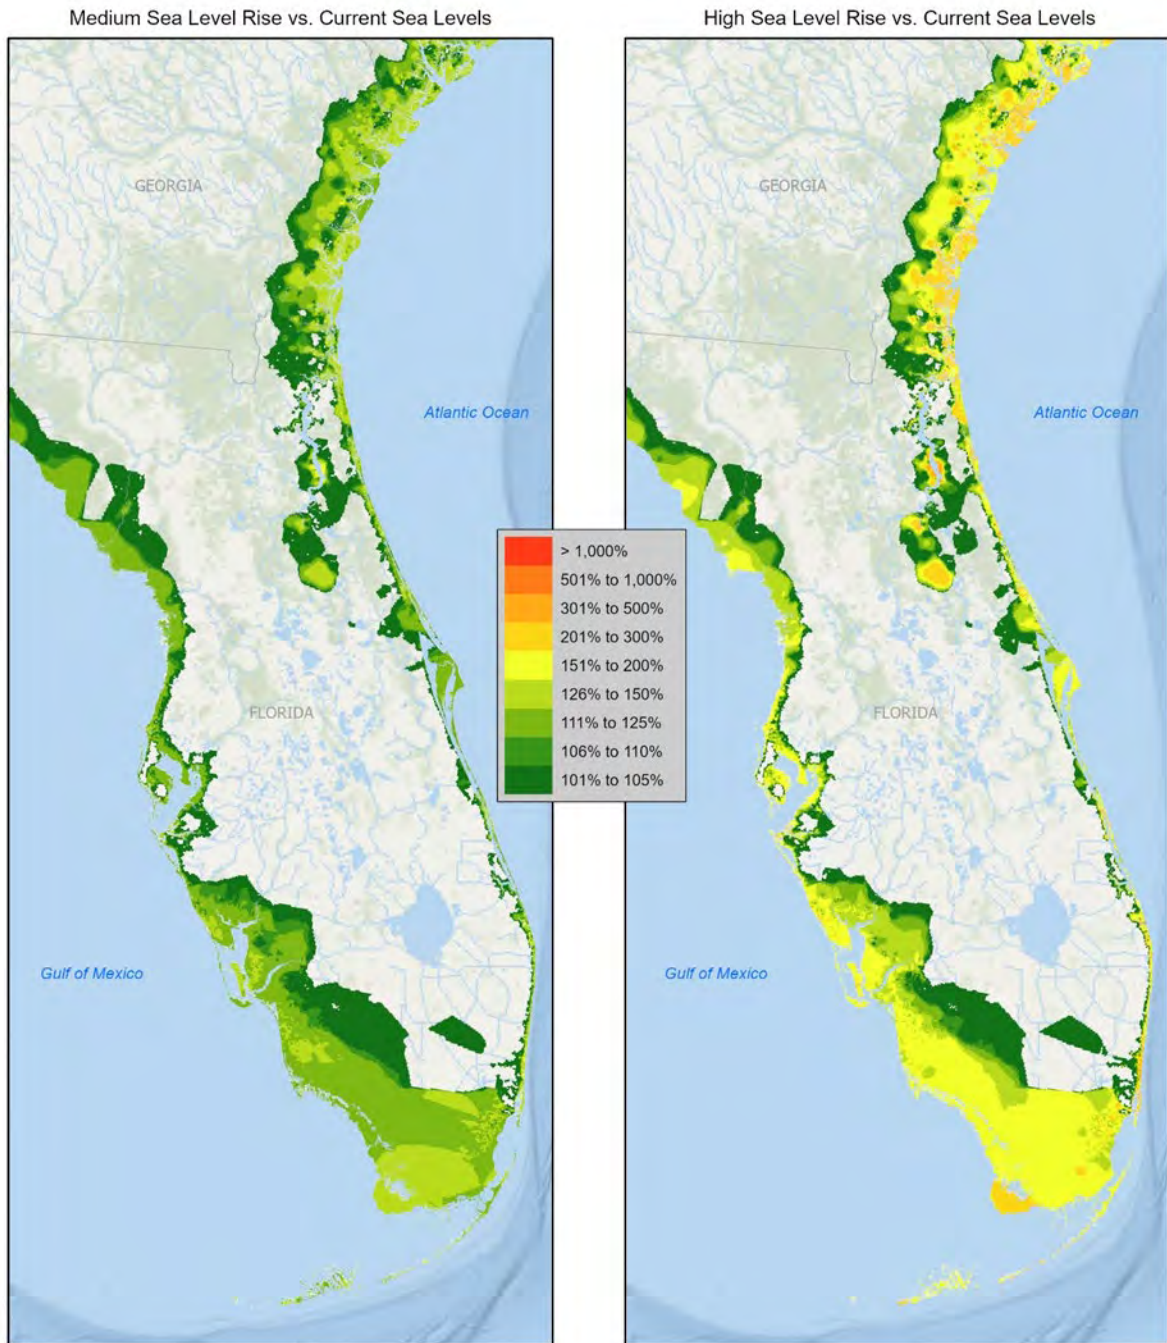 Medium Sea Level Rise vs. Current Sea Levels
High Sea Level Rise vs. Current Sea Levels
GEORGIA
GEORGIA
Atlantic Ocean
Atlantic Ocean
> 1,000%
501% to 1,000%
301% to 500%
201% to 300%
151% to 200%
126% to 150%
111% to 125%
106% to 110%
101% to 105%
FLORIDA
FLORIDA
Gulf of Mexico
Gulf of Mexico